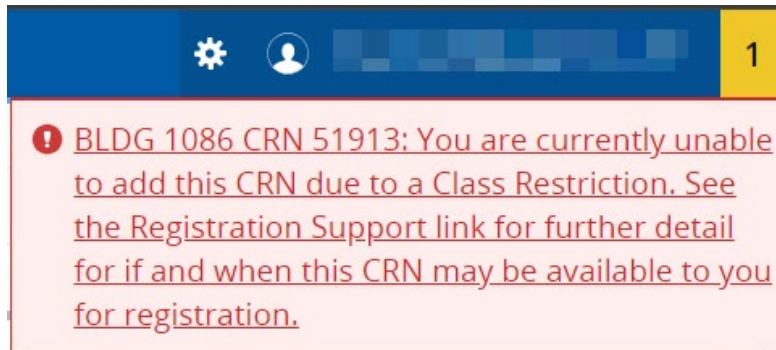 1
BLDG 1086 CRN 51913: You are currently unable
to add this CRN due to a Class Restriction. See
the Registration Support link for further detail
for if and when this CRN may be available to you
for registration.